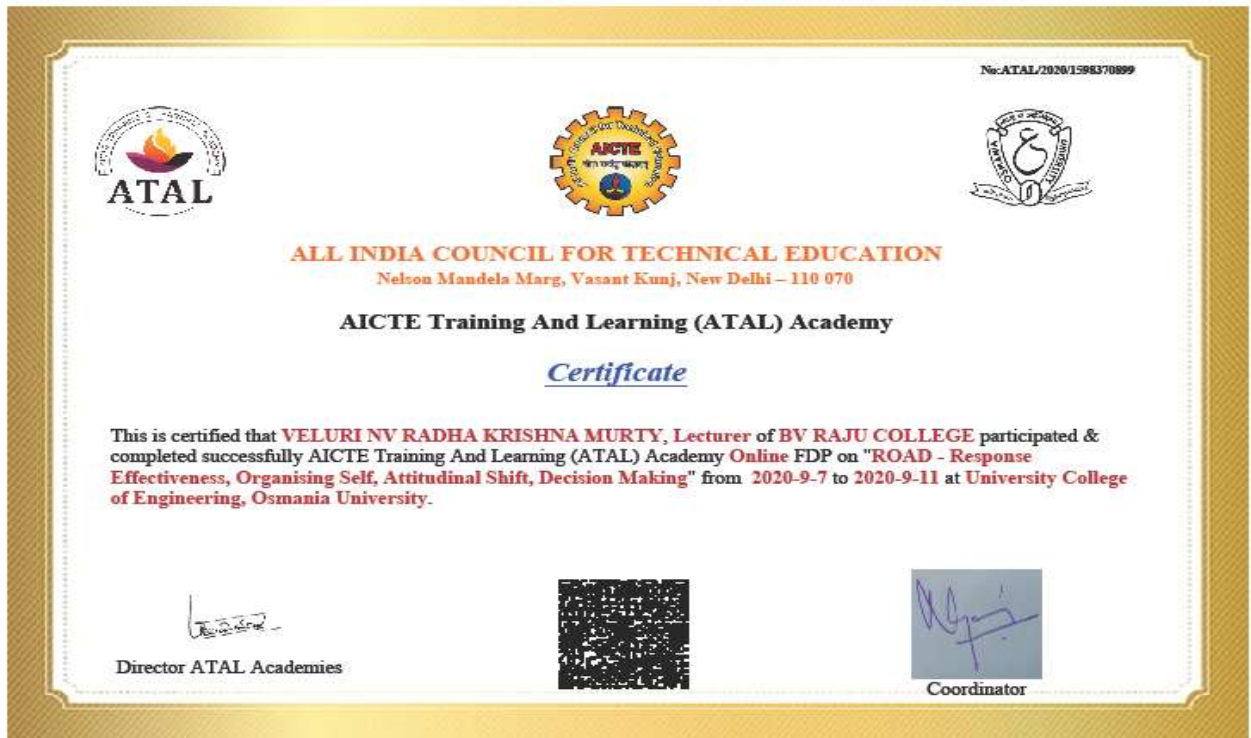 No:ATAL/2020/1598370899
ATAL
AICTE
ALL INDIA COUNCIL FOR TECHNICAL EDUCATION
Nelson Mandela Marg, Vasant Kunj, New Delhi – 110 070
AICTE Training And Learning (ATAL) Academy
Certificate
This is certified that VELURI NV RADHA KRISHNA MURTY, Lecturer of BV RAJU COLLEGE participated &
completed successfully AICTE Training And Learning (ATAL) Academy Online FDP on "ROAD - Response
Effectiveness, Organising Self, Attitudinal Shift, Decision Making" from 2020-9-7 to 2020-9-11 at University College
of Engineering, Osmania University.
Director ATAL Academies
Coordinator